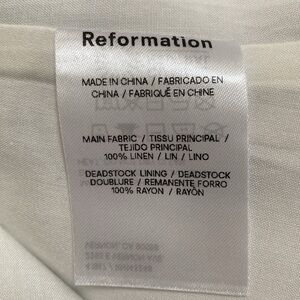 Reformation
MADE IN CHINA / FABRICADO EN
CHINA / FABRIQUÉ EN CHINE
MAIN FABRIC / TISSU PRINCIPAL /
TEJIDO PRINCIPAL
100% LINEN / LIN / LINO
DEADSTOCK LINING / DEADSTOCK
DOUBLURE / REMANENTE FORRO
100% RAYON / RAYÓN